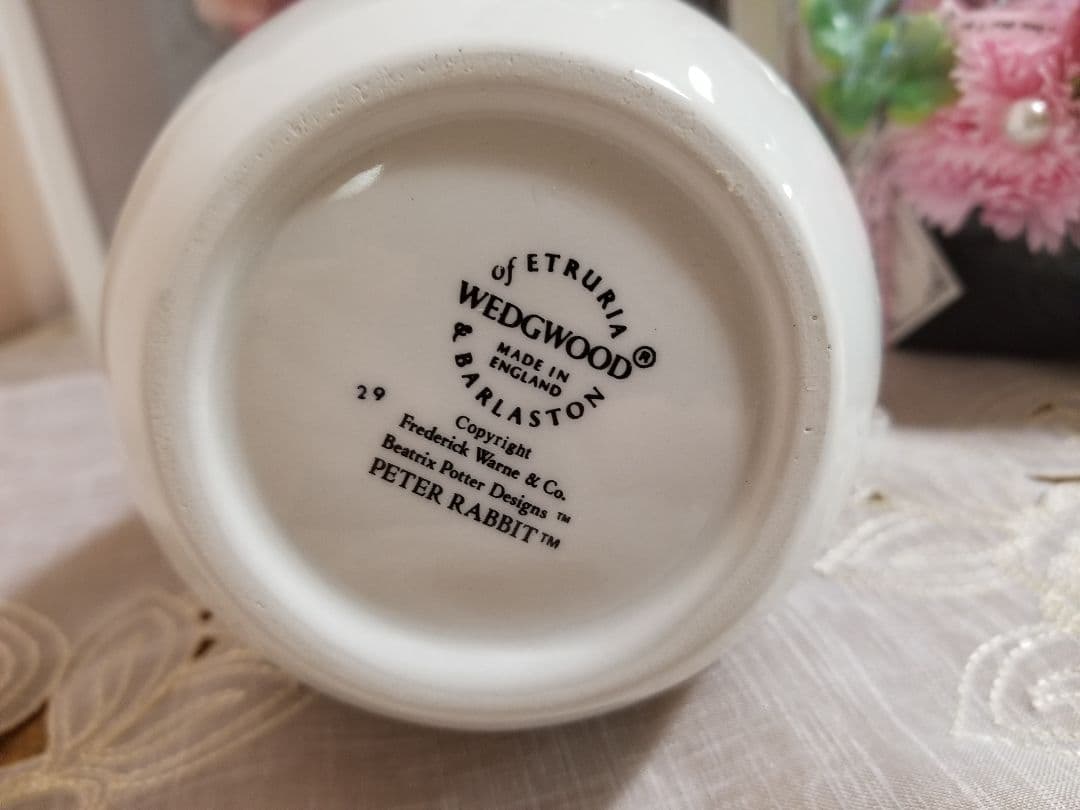 of ETRURIA
WEDGWOOD®
MADE IN
ENGLAND
& BARLASTON
29
Copyright
Frederick Warne & Co.
Beatrix Potter Designs ™
PETER RABBIT™